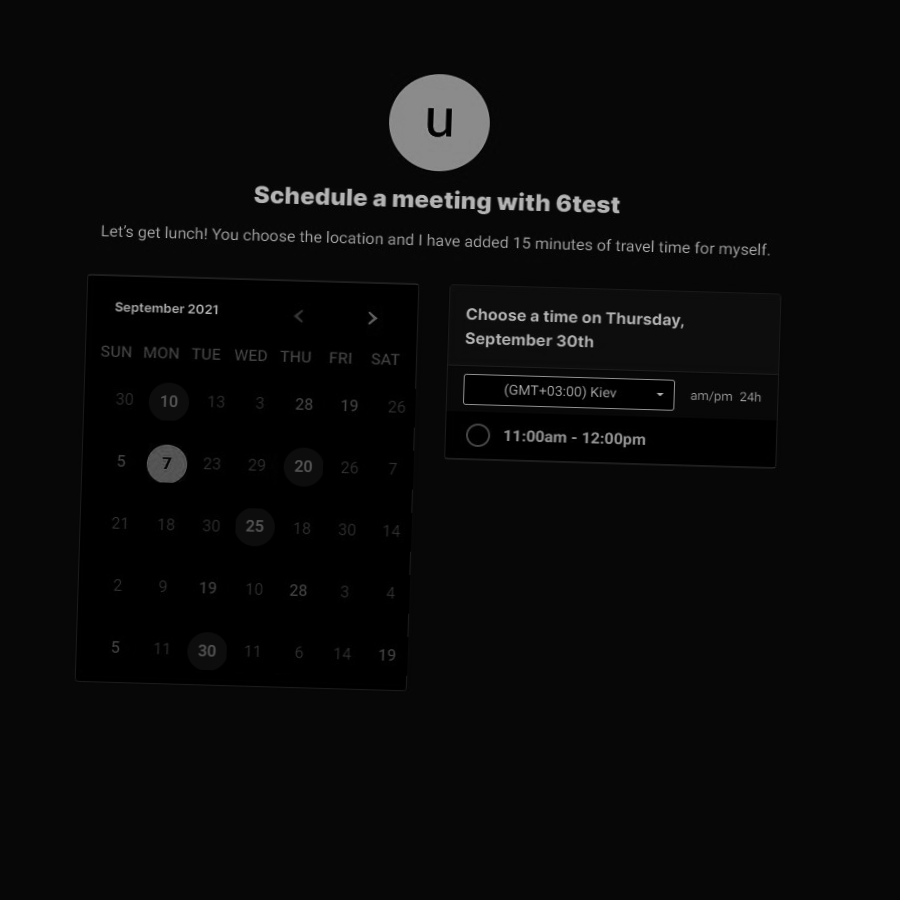 u
Schedule a meeting with 6test
Let's get lunch! You choose the location and I have added 15 minutes of travel time for myself.
September 2021
SUN MON TUE WED THU FRI SAT
30 10 13 3 28 19 26
5 7 23 29 20 26 7
21 18 30 25 18 30 14
2 9 19 10 28 3 4
5 11 30 11 6 14 19
Choose a time on Thursday,
September 30th
(GMT+03:00) Kiev
am/pm 24h
11:00am - 12:00pm